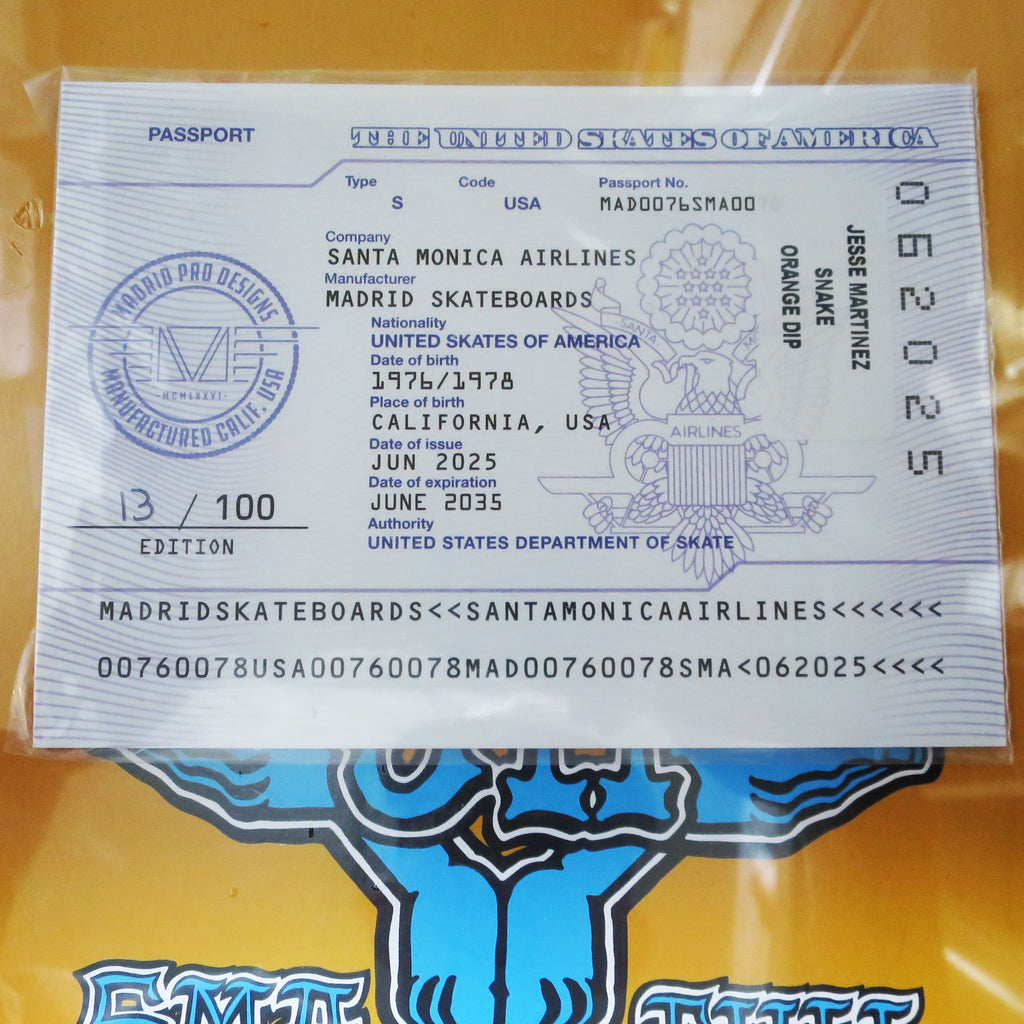 PASSPORT
THE UNITED SKATES OF AMERICA
Type
Code
Passport No.
S
USA
MAD0076SMA00
Company
SANTA MONICA AIRLINES
Manufacturer
MADRID SKATEBOARDS
Nationality
UNITED SKATES OF AMERICA
Date of birth
1976/1978
Place of birth
CALIFORNIA, USA
Date of issue
JUN 2025
Date of expiration
JUNE 2035
Authority
UNITED STATES DEPARTMENT OF SKATE
MADRID PRO DESIGNS
·MCMLXXVI·
MANUFACTURED CALIF. USA
13 / 100
EDITION
SANTA
AIRLINES
JESSE MARTINEZ
SNAKE
ORANGE DIP
062025
MADRIDSKATEBOARDS<<SANTAMONICAAIRLINES<<<<<<
00760078USA00760078MAD00760078SMA<062025<<<<
SMA